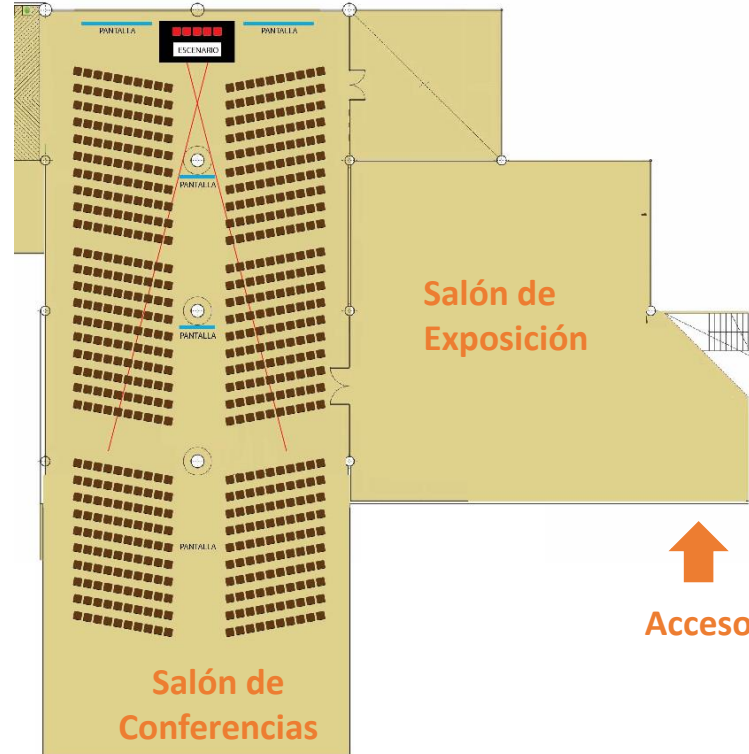 PANTALLA
PANTALLA
ESCENARIO
PANTALLA
Salón de
Exposición
PANTALLA
PANTALLA
Acceso
Salón de
Conferencias